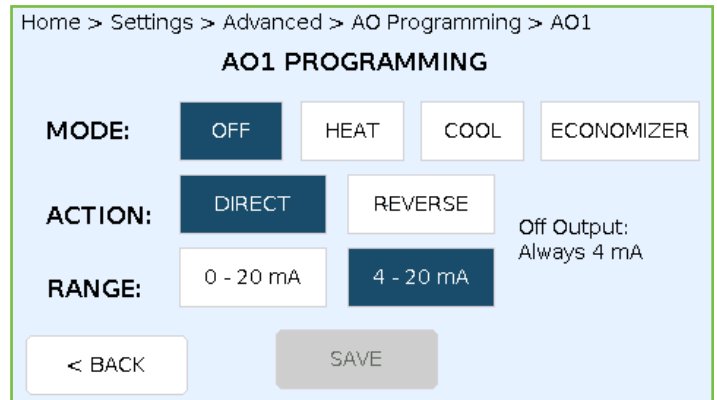 Home > Settings > Advanced > AO Programming > AO1
AO1 PROGRAMMING
MODE: OFF HEAT COOL ECONOMIZER
ACTION: DIRECT REVERSE
Off Output:
Always 4 mA
RANGE: 0 - 20 mA 4 - 20 mA
< BACK SAVE